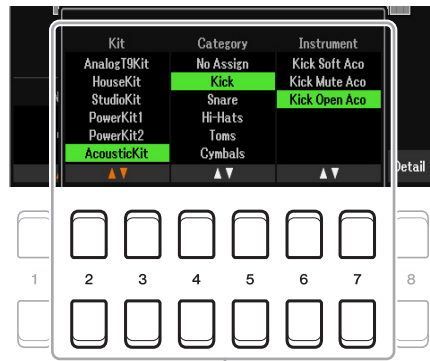 Kit Category Instrument
AnalogT9Kit No Assign Kick Soft Aco
HouseKit Kick Kick Mute Aco
StudioKit Snare Kick Open Aco
PowerKit1 Hi-Hats
PowerKit2 Toms
AcousticKit Cymbals
Detail
1 2 3 4 5 6 7 8